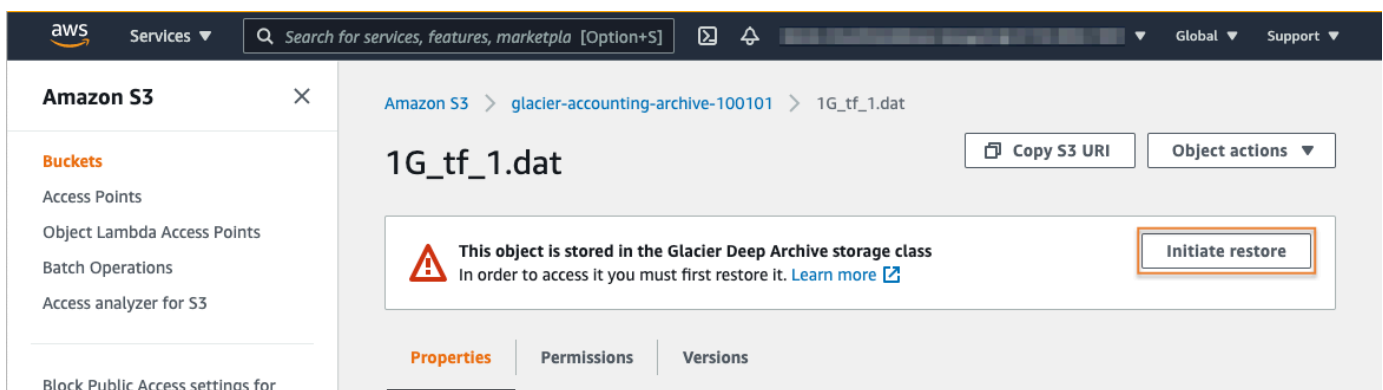 aws Services ▼ Search for services, features, marketpla [Option+S] Global ▼ Support ▼
Amazon S3
Buckets
Access Points
Object Lambda Access Points
Batch Operations
Access analyzer for S3
Block Public Access settings for
Amazon S3 > glacier-accounting-archive-100101 > 1G_tf_1.dat
1G_tf_1.dat
Copy S3 URI
Object actions ▼
This object is stored in the Glacier Deep Archive storage class
In order to access it you must first restore it. Learn more
Initiate restore
Properties Permissions Versions